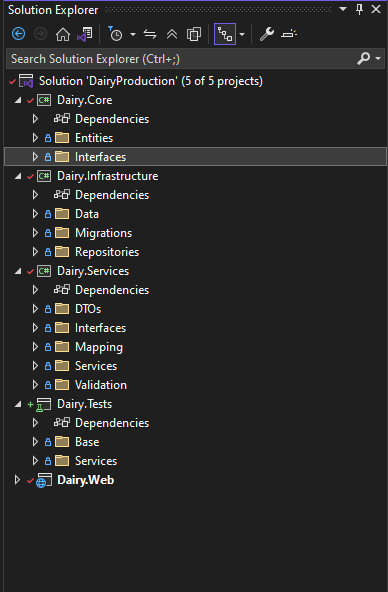 Solution Explorer
Search Solution Explorer (Ctrl+;)
Solution 'DairyProduction' (5 of 5 projects)
C# Dairy.Core
Dependencies
Entities
Interfaces
C# Dairy.Infrastructure
Dependencies
Data
Migrations
Repositories
C# Dairy.Services
Dependencies
DTOs
Interfaces
Mapping
Services
Validation
Dairy.Tests
Dependencies
Base
Services
Dairy.Web